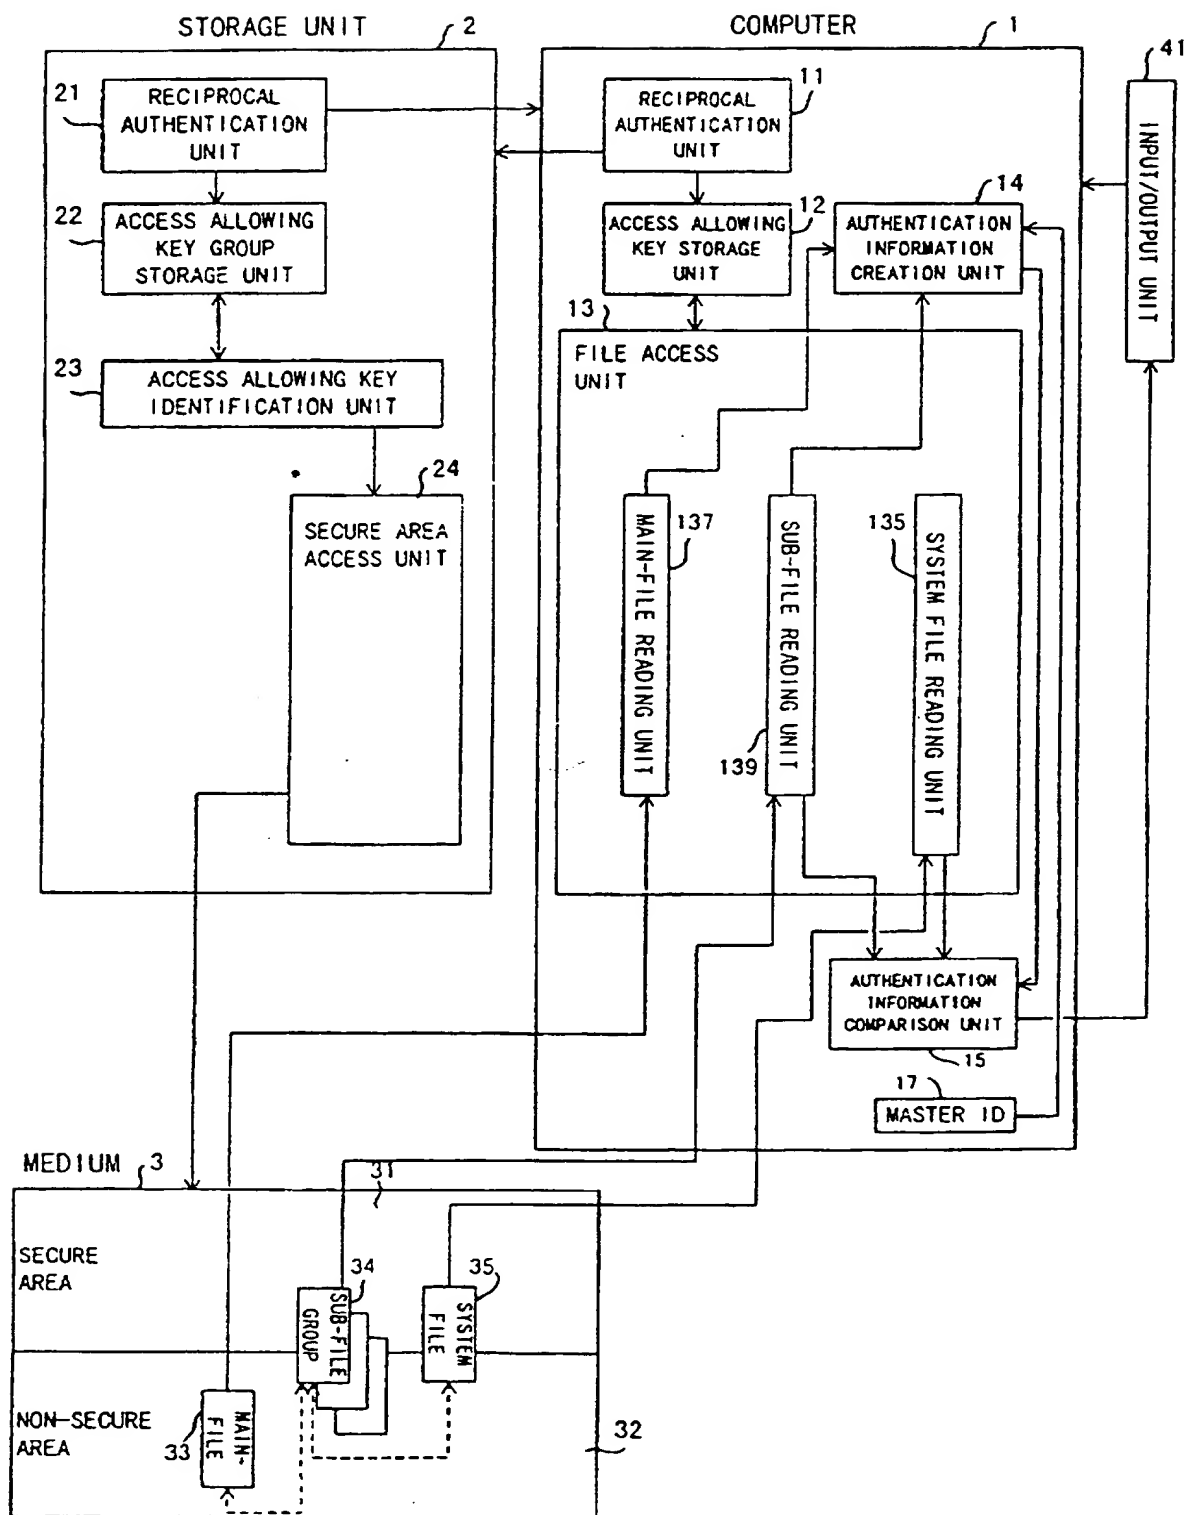 STORAGE UNIT
2
COMPUTER
1
41
INPUT/OUTPUT UNIT
21
RECIPROCAL
AUTHENTICATION
UNIT
11
RECIPROCAL
AUTHENTICATION
UNIT
22
ACCESS ALLOWING
KEY GROUP
STORAGE UNIT
12
ACCESS ALLOWING
KEY STORAGE
UNIT
14
AUTHENTICATION
INFORMATION
CREATION UNIT
23
ACCESS ALLOWING KEY
IDENTIFICATION UNIT
13
FILE ACCESS
UNIT
24
SECURE AREA
ACCESS UNIT
137
MAIN-FILE READING UNIT
139
SUB-FILE READING UNIT
135
SYSTEM FILE READING UNIT
AUTHENTICATION
INFORMATION
COMPARISON UNIT
15
17
MASTER ID
MEDIUM
3
31
SECURE
AREA
34
SUB-FILE
GROUP
35
SYSTEM
FILE
NON-SECURE
AREA
33
MAIN-
FILE
32